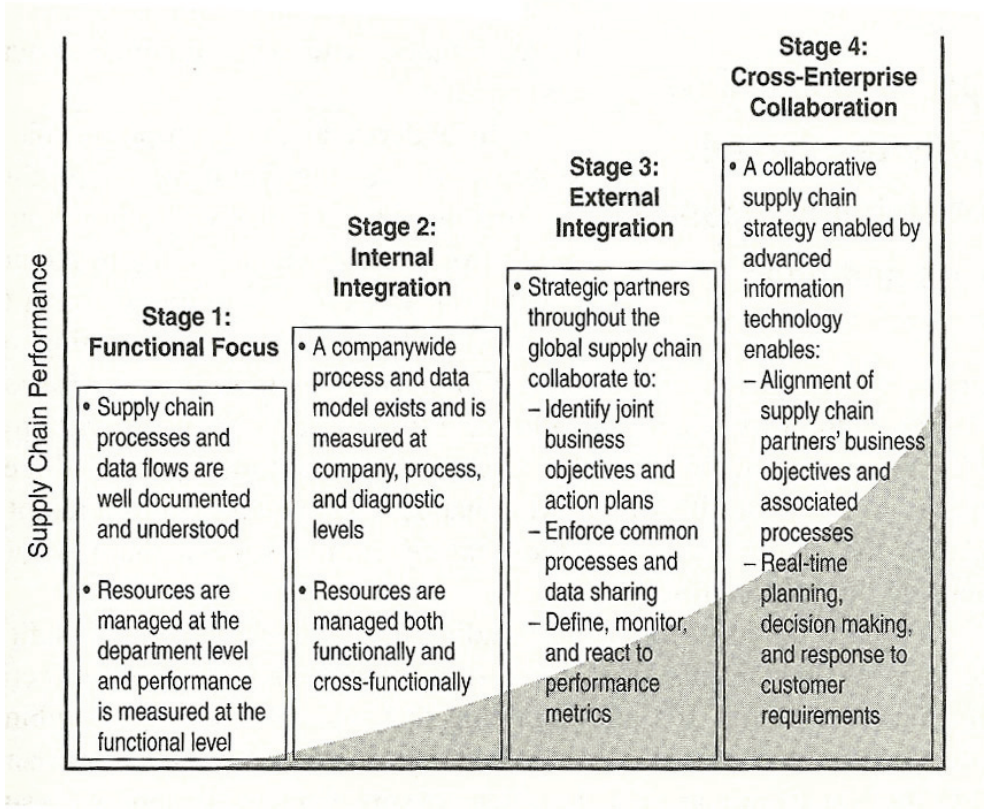 Supply Chain Performance
Stage 1:
Functional Focus
• Supply chain
processes and
data flows are
well documented
and understood
• Resources are
managed at the
department level
and performance
is measured at the
functional level
Stage 2:
Internal
Integration
• A companywide
process and data
model exists and is
measured at
company, process,
and diagnostic
levels
• Resources are
managed both
functionally and
cross-functionally
Stage 3:
External
Integration
• Strategic partners
throughout the
global supply chain
collaborate to:
– Identify joint
business
objectives and
action plans
– Enforce common
processes and
data sharing
– Define, monitor,
and react to
performance
metrics
Stage 4:
Cross-Enterprise
Collaboration
• A collaborative
supply chain
strategy enabled by
advanced
information
technology
enables:
– Alignment of
supply chain
partners' business
objectives and
associated
processes
– Real-time
planning,
decision making,
and response to
customer
requirements